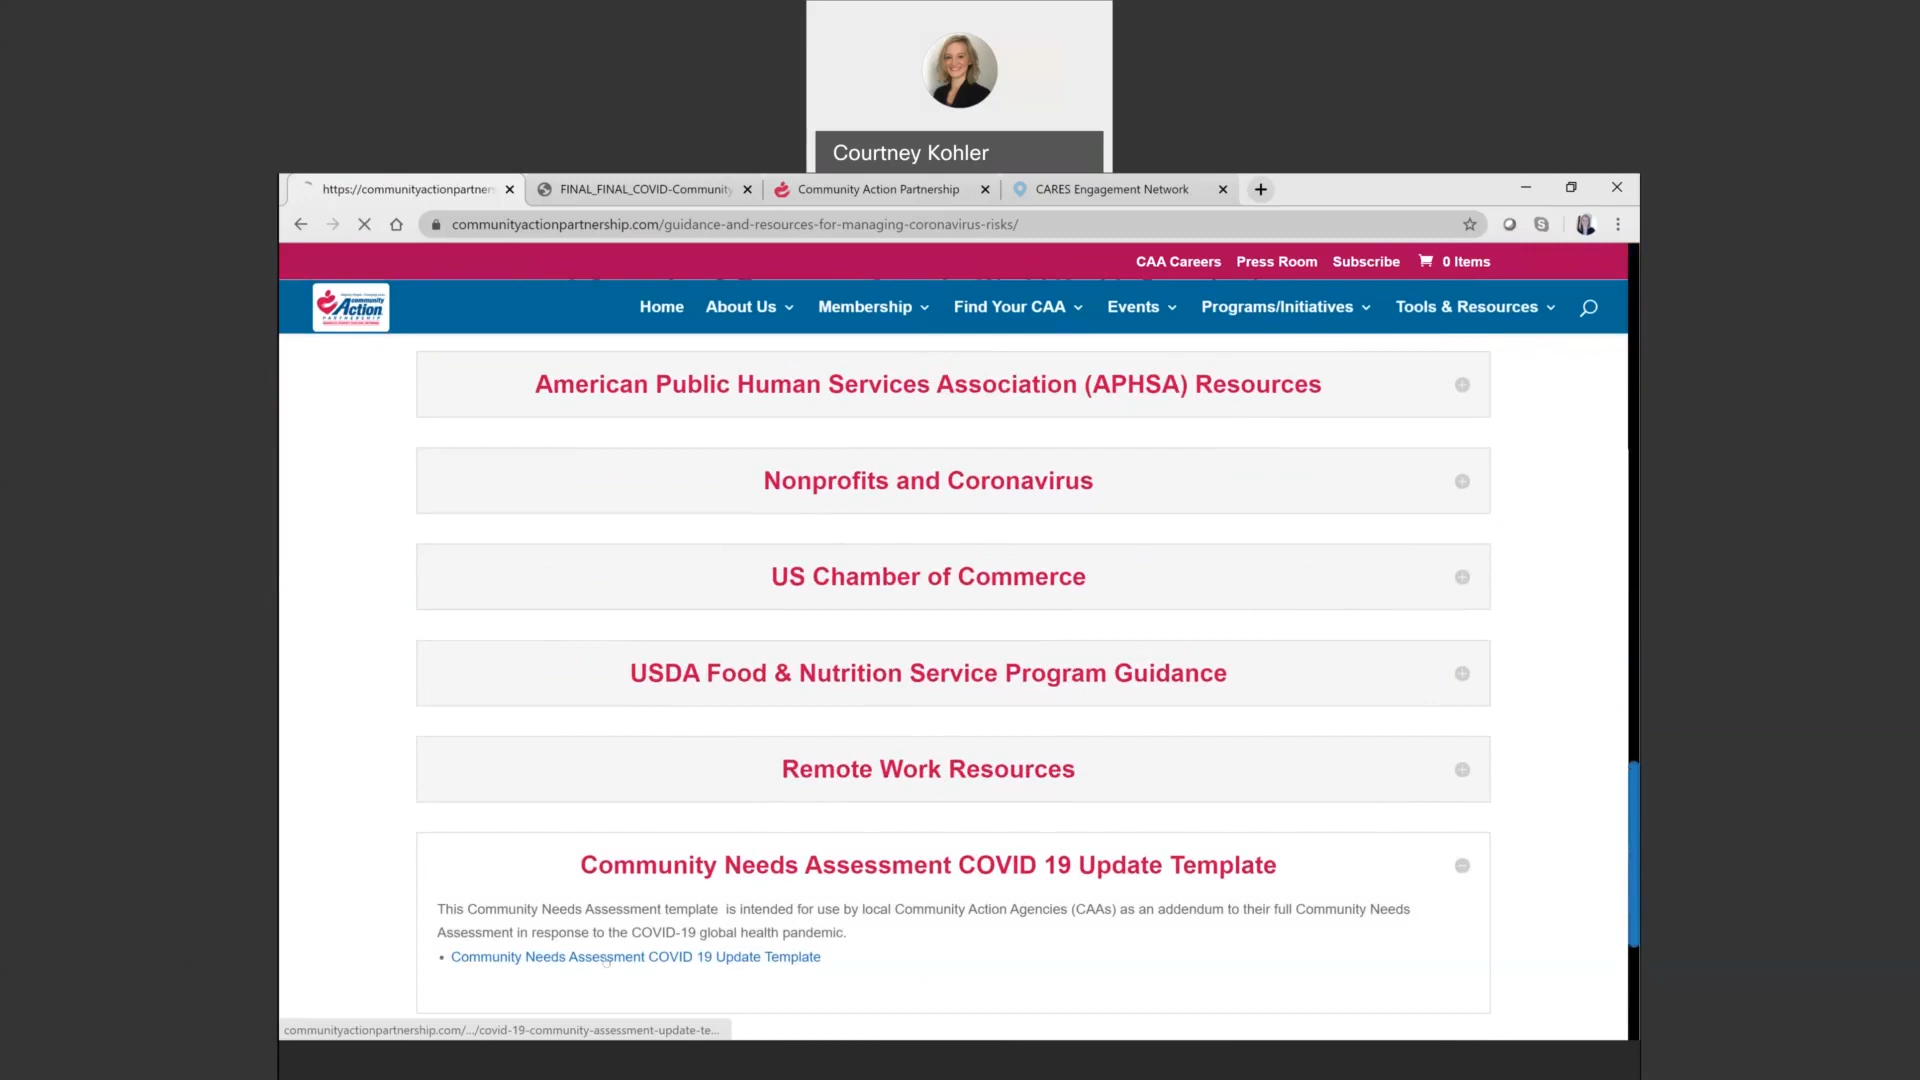 Courtney Kohler
https://communityactionpartner
FINAL_FINAL_COVID-Community
Community Action Partnership
CARES Engagement Network
communityactionpartnership.com/guidance-and-resources-for-managing-coronavirus-risks/
CAA Careers Press Room Subscribe 0 Items
community
Action
PARTNERSHIP
Home About Us Membership Find Your CAA Events Programs/Initiatives Tools & Resources
American Public Human Services Association (APHSA) Resources
Nonprofits and Coronavirus
US Chamber of Commerce
USDA Food & Nutrition Service Program Guidance
Remote Work Resources
Community Needs Assessment COVID 19 Update Template
This Community Needs Assessment template is intended for use by local Community Action Agencies (CAAs) as an addendum to their full Community Needs
Assessment in response to the COVID-19 global health pandemic.
• Community Needs Assessment COVID 19 Update Template
communityactionpartnership.com/.../covid-19-community-assessment-update-te...